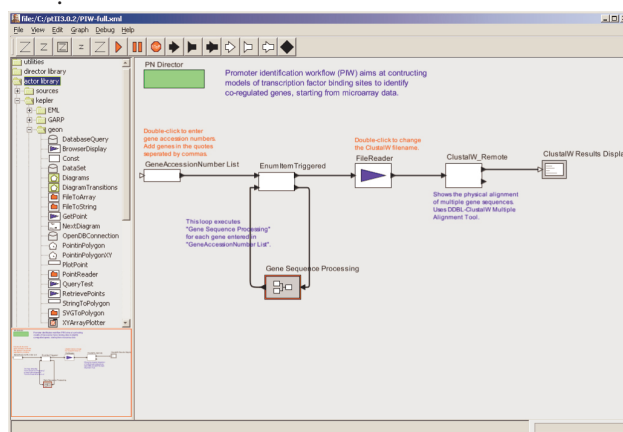 file:/C:/ptII3.0.2/PIW-full.xml
File View Edit Graph Debug Help
utilities
director library
actor library
sources
kepler
EML
GARP
geon
DatabaseQuery
BrowserDisplay
Const
DataSet
Diagrams
DiagramTransitions
FileToArray
FileToString
GetPoint
NextDiagram
OpenDBConnection
PointinPolygon
PointinPolygonXY
PlotPoint
PointReader
QueryTest
RetrievePoints
StringToPolygon
SVGToPolygon
XYArrayPlotter
PN Director
Promoter identification workflow (PIW) aims at contructing
models of transcription factor binding sites to identify
co-regulated genes, starting from microarray data.
Double-click to enter
gene accession numbers.
Add genes in the quotes
seperated by commas.
GeneAccessionNumber List
EnumItemTriggered
Double-click to change
the ClustalW filename.
FileReader
ClustalW_Remote
ClustalW Results Displa
Shows the physical alignment
of multiple gene sequences.
Uses DDBL-ClustalW Multiple
Alignment Tool.
This loop executes
"Gene Sequence Processing"
for each gene entered in
"GeneAccessionNumber List".
Gene Sequence Processing